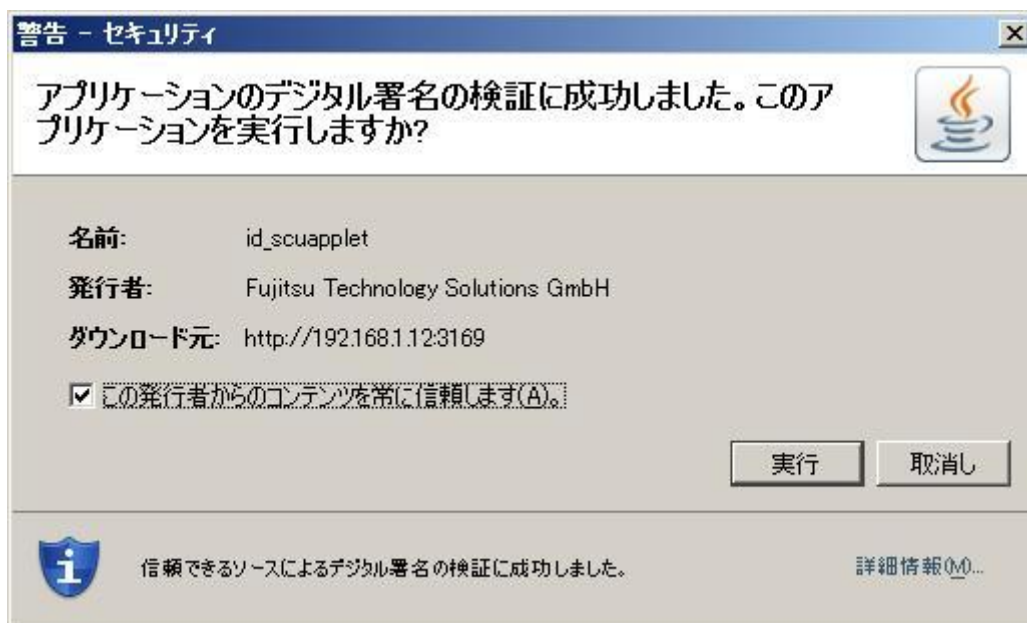 警告 - セキュリティ
アプリケーションのデジタル署名の検証に成功しました。このア
プリケーションを実行しますか?
名前: id_scuapplet
発行者: Fujitsu Technology Solutions GmbH
ダウンロード元: http://192.168.1.12:3169
この発行者からのコンテンツを常に信頼します(A)。
実行 取消し
信頼できるソースによるデジタル署名の検証に成功しました。 詳細情報(M)...